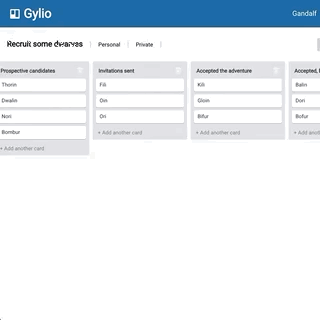 Gylio
Gandalf
Recruit some dwarves
Personal
Private
Prospective candidates
Thorin
Dwalin
Nori
Bombur
+ Add another card
Invitations sent
Fili
Oin
Ori
+ Add another card
Accepted the adventure
Kili
Gloin
Bifur
+ Add another card
Accepted,
Balin
Dori
Bofur
+ Add anoth